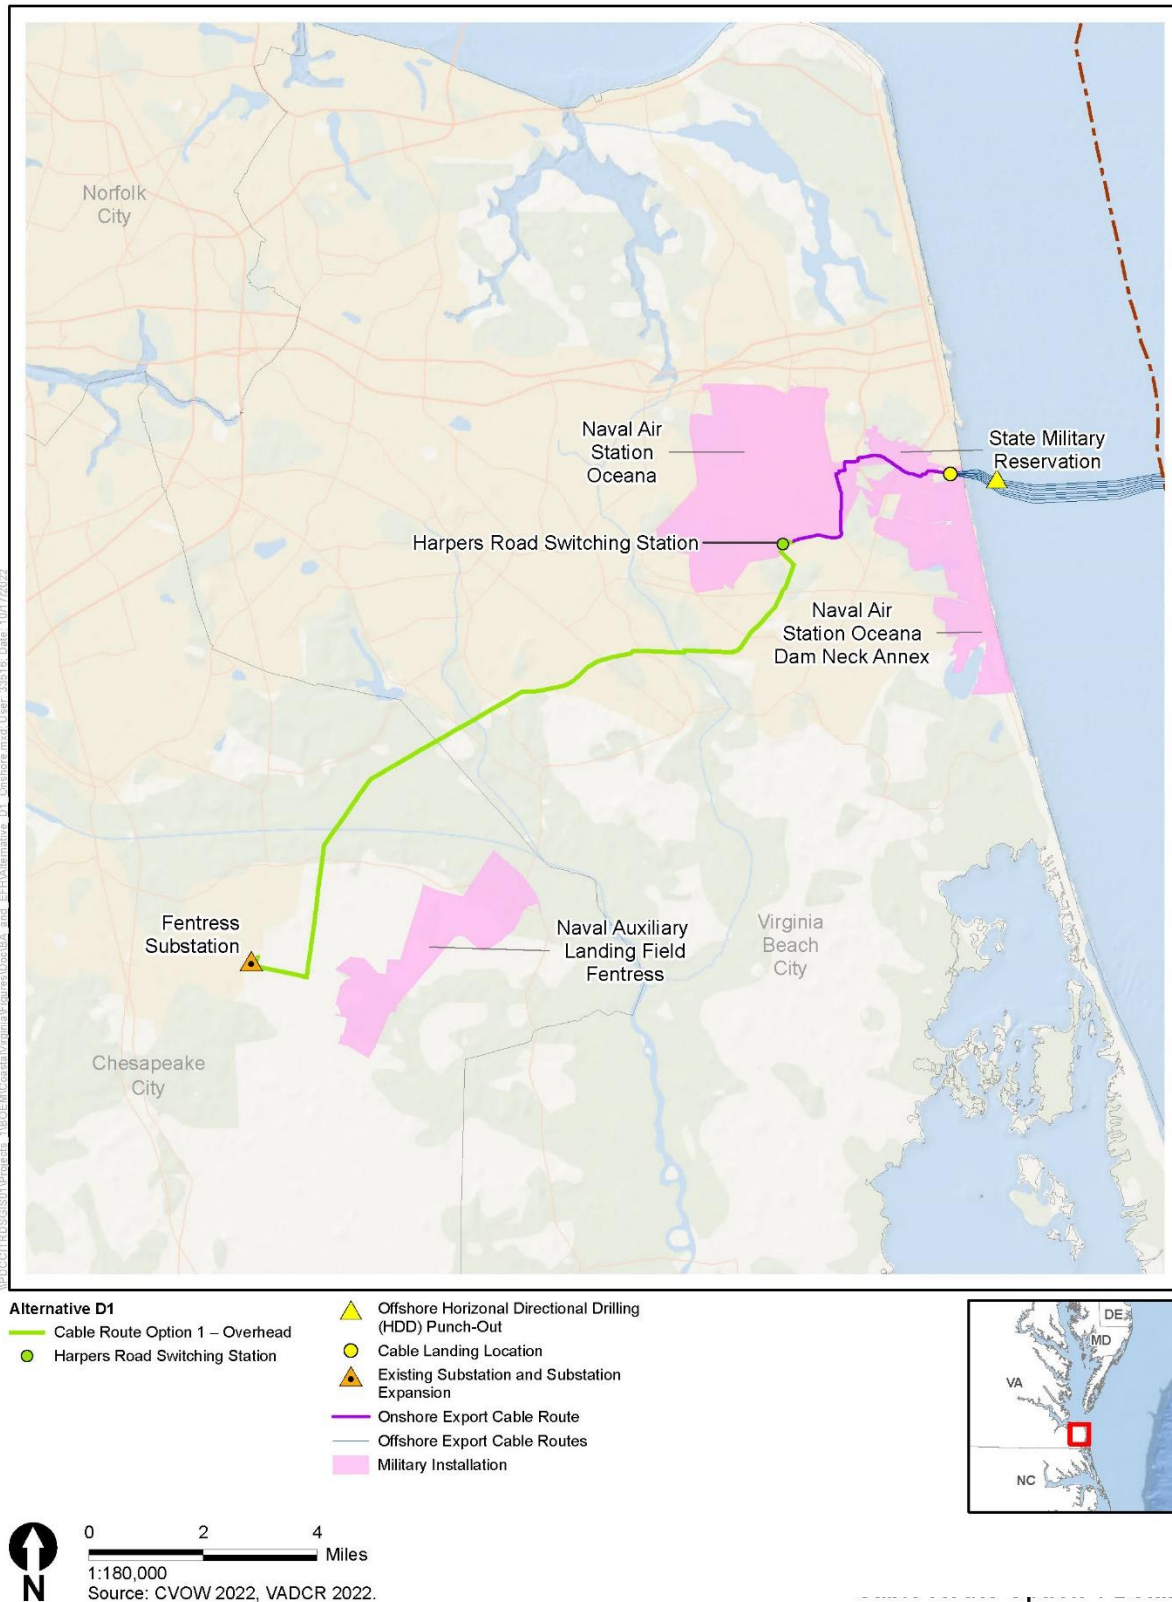 Norfolk
City
Naval Air
Station
Oceana
State Military
Reservation
Harpers Road Switching Station
Naval Air
Station Oceana
Dam Neck Annex
Fentress
Substation
Naval Auxiliary
Landing Field
Fentress
Virginia
Beach
City
Chesapeake
City
Alternative D1
Cable Route Option 1 – Overhead
Harpers Road Switching Station
Offshore Horizonal Directional Drilling
(HDD) Punch-Out
Cable Landing Location
Existing Substation and Substation
Expansion
Onshore Export Cable Route
Offshore Export Cable Routes
Military Installation
DE
MD
VA
NC
N
0 2 4
Miles
1:180,000
Source: CVOW 2022, VADCR 2022.